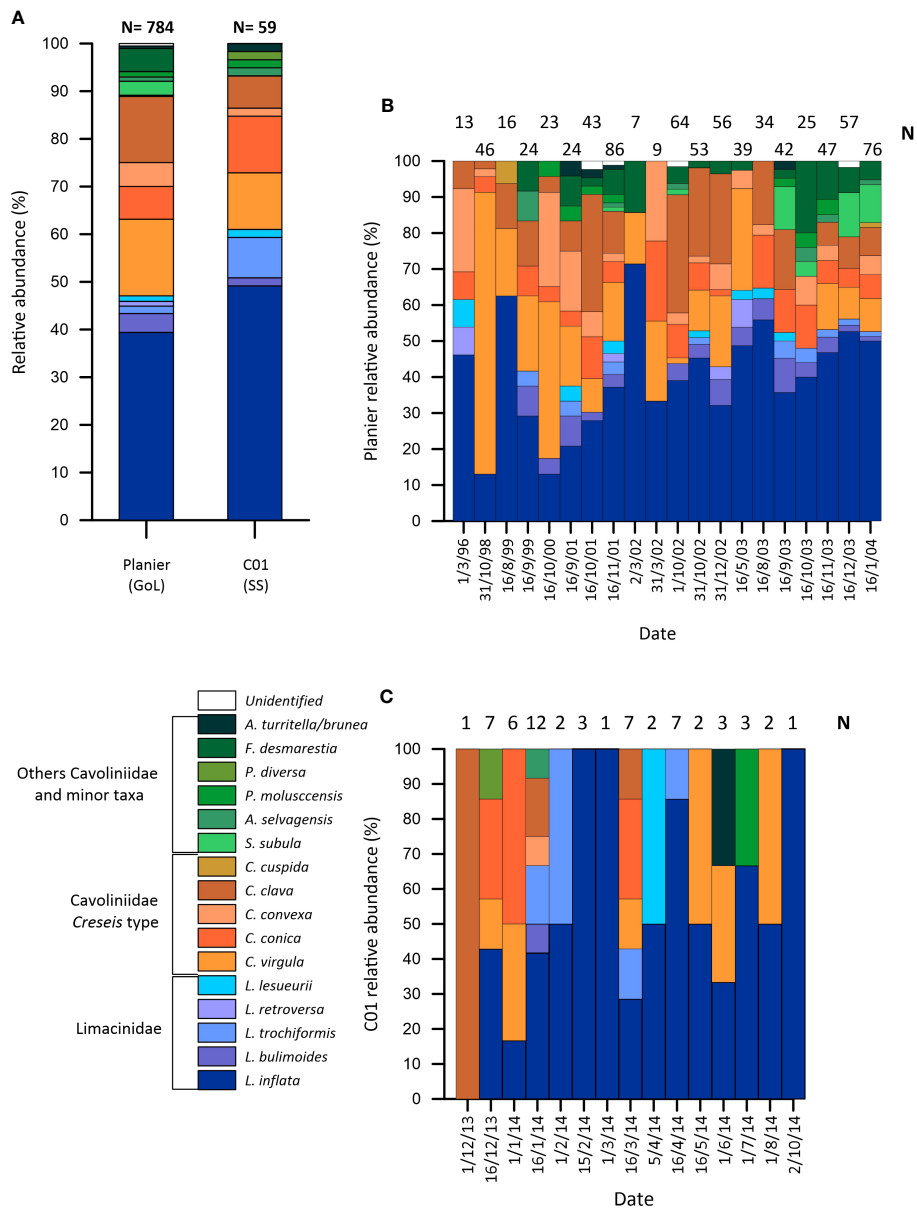 A
N= 784
N= 59
100
90
80
70
60
50
40
30
20
10
0
Relative abundance (%)
Planier
(GoL)
C01
(SS)
B
N
13 16 23 43 7 64 56 34 25 57
46 24 24 86 9 53 39 42 47 76
100
90
80
70
60
50
40
30
20
10
0
Planier relative abundance (%)
1/3/96
31/10/98
16/8/99
16/9/99
16/10/00
16/9/01
16/10/01
16/11/01
2/3/02
31/3/02
1/10/02
31/10/02
31/12/02
16/5/03
16/8/03
16/9/03
16/10/03
16/11/03
16/12/03
16/1/04
Date
Unidentified
Others Cavoliniidae
and minor taxa
A. turritella/brunea
F. desmarestia
P. diversa
P. molusccensis
A. selvagensis
S. subula
Cavoliniidae
Creseis type
C. cuspida
C. clava
C. convexa
C. conica
C. virgula
Limacinidae
L. lesueurii
L. retroversa
L. trochiformis
L. bulimoides
L. inflata
C
1 7 6 12 2 3 1 7 2 7 2 3 3 2 1 N
100
90
80
70
60
50
40
30
20
10
0
C01 relative abundance (%)
1/12/13
16/12/13
1/1/14
16/1/14
1/2/14
15/2/14
1/3/14
16/3/14
5/4/14
16/4/14
16/5/14
1/6/14
1/7/14
1/8/14
2/10/14
Date